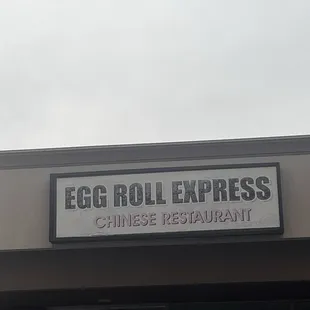 EGG ROLL EXPRESS
CHINESE RESTAURANT